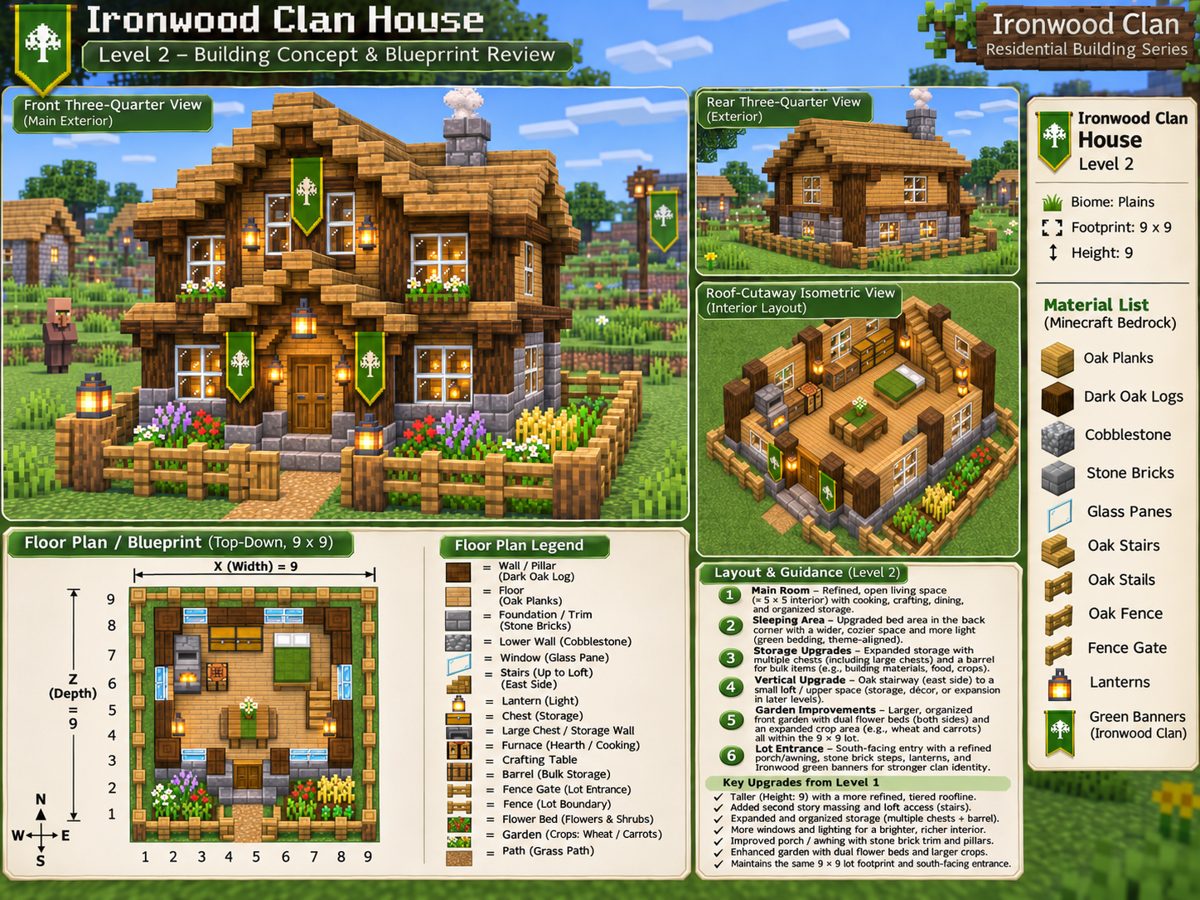 Ironwood Clan House
Level 2 – Building Concept & Blueprint Review
Ironwood Clan
Residential Building Series
Front Three-Quarter View
(Main Exterior)
Rear Three-Quarter View
(Exterior)
Roof-Cutaway Isometric View
(Interior Layout)
Ironwood Clan
House
Level 2
Biome: Plains
Footprint: 9 x 9
Height: 9
Material List
(Minecraft Bedrock)
Oak Planks
Dark Oak Logs
Cobblestone
Stone Bricks
Glass Panes
Oak Stairs
Oak Stails
Oak Fence
Fence Gate
Lanterns
Green Banners
(Ironwood Clan)
Floor Plan / Blueprint (Top-Down, 9 x 9)
X (Width) = 9
Z
(Depth)
=
9
9
8
7
6
5
4
3
2
1
1 2 3 4 5 6 7 8 9
N
W E
S
Floor Plan Legend
= Wall / Pillar
(Dark Oak Log)
= Floor
(Oak Planks)
= Foundation / Trim
(Stone Bricks)
= Lower Wall (Cobblestone)
= Window (Glass Pane)
= Stairs (Up to Loft)
(East Side)
= Lantern (Light)
= Chest (Storage)
= Large Chest / Storage Wall
= Furnace (Hearth / Cooking)
= Crafting Table
= Barrel (Bulk Storage)
= Fence Gate (Lot Entrance)
= Fence (Lot Boundary)
= Flower Bed (Flowers & Shrubs)
= Garden (Crops: Wheat / Carrots)
= Path (Grass Path)
Layout & Guidance (Level 2)
1 Main Room – Refined, open living space
(≈ 5 × 5 interior) with cooking, crafting, dining,
and organized storage.
2 Sleeping Area – Upgraded bed area in the back
corner with a wider, cozier space and more light
(green bedding, theme-aligned).
3 Storage Upgrades – Expanded storage with
multiple chests (including large chests) and a barrel
for bulk items (e.g., building materials, food, crops).
4 Vertical Upgrade – Oak stairway (east side) to a
small loft / upper space (storage, décor, or expansion
in later levels).
5 Garden Improvements – Larger, organized
front garden with dual flower beds (both sides) and
an expanded crop area (e.g., wheat and carrots)
all within the 9 × 9 lot.
6 Lot Entrance – South-facing entry with a refined
porch/awning, stone brick steps, lanterns, and
Ironwood green banners for stronger clan identity.
Key Upgrades from Level 1
✓ Taller (Height: 9) with a more refined, tiered roofline.
✓ Added second story massing and loft access (stairs).
✓ Expanded and organized storage (multiple chests + barrel).
✓ More windows and lighting for a brighter, richer interior.
✓ Improved porch / awhing with stone brick trim and pillars.
✓ Enhanced garden with dual flower beds and larger crops.
✓ Maintains the same 9 × 9 lot footprint and south-facing entrance.